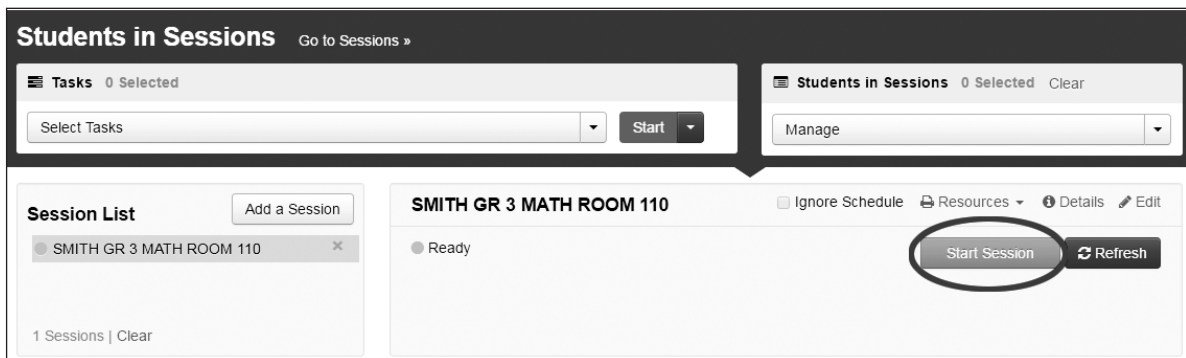 Students in Sessions Go to Sessions »
Tasks 0 Selected
Select Tasks
Start
Students in Sessions 0 Selected Clear
Manage
Session List
Add a Session
SMITH GR 3 MATH ROOM 110 ×
1 Sessions | Clear
SMITH GR 3 MATH ROOM 110
Ignore Schedule Resources Details Edit
Ready
Start Session Refresh